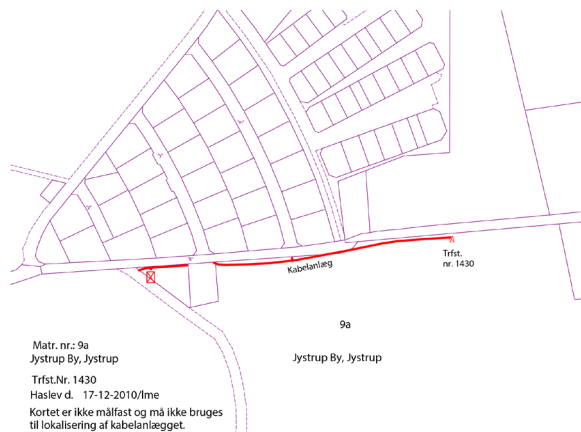 Kabelanlæg
Trfst.
nr. 1430
9a
Jystrup By, Jystrup
Matr. nr.: 9a
Jystrup By, Jystrup
Trfst.Nr. 1430
Haslev d. 17-12-2010/lme
Kortet er ikke målfast og må ikke bruges
til lokalisering af kabelanlægget.